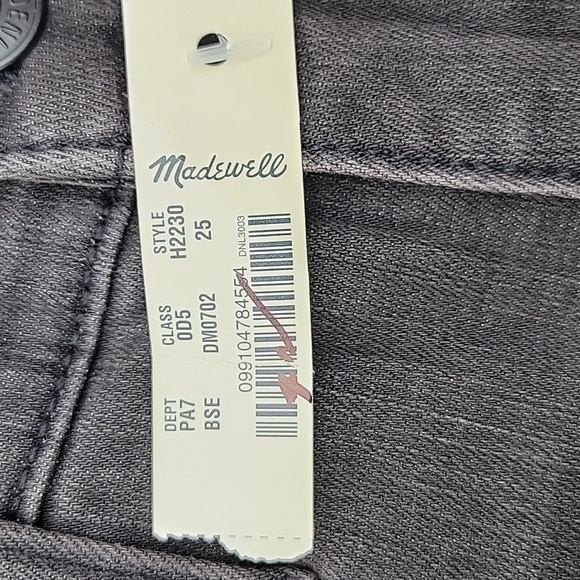 Madewell
DEPT CLASS STYLE
PA7 0D5 H2230
BSE DM0702 25
099104784554 DNL3003